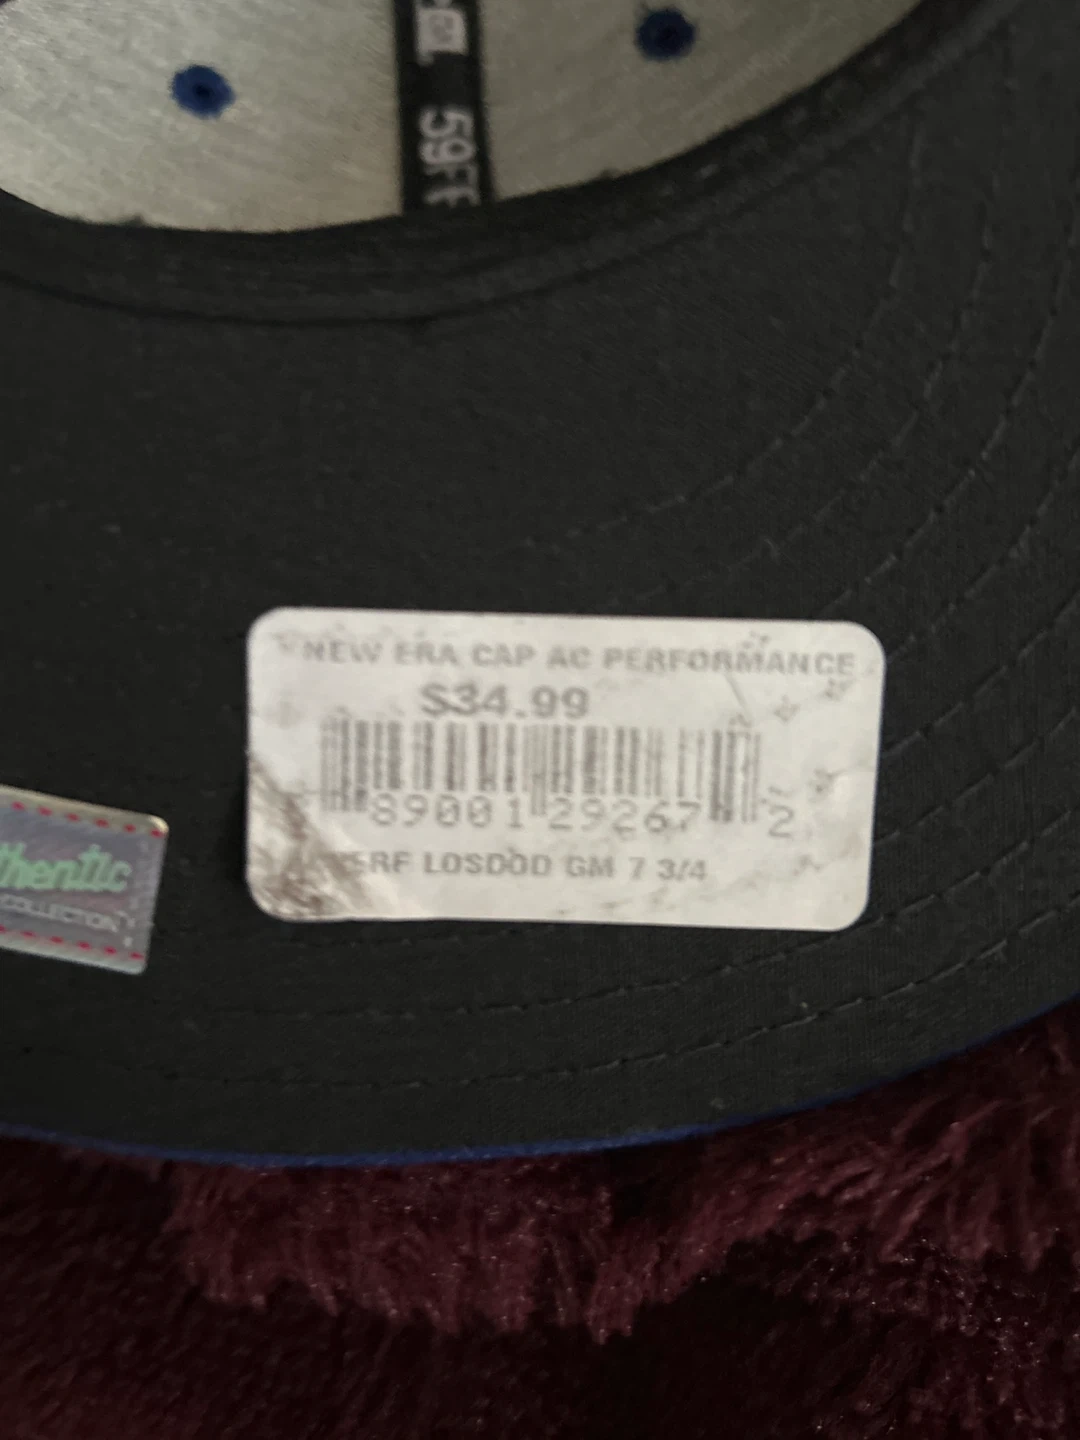 59FI
NEW ERA CAP AC PERFORMANCE
$34.99
89001 29267 2
ERF LOSDOD GM 7 3/4
thentic
COLLECTION